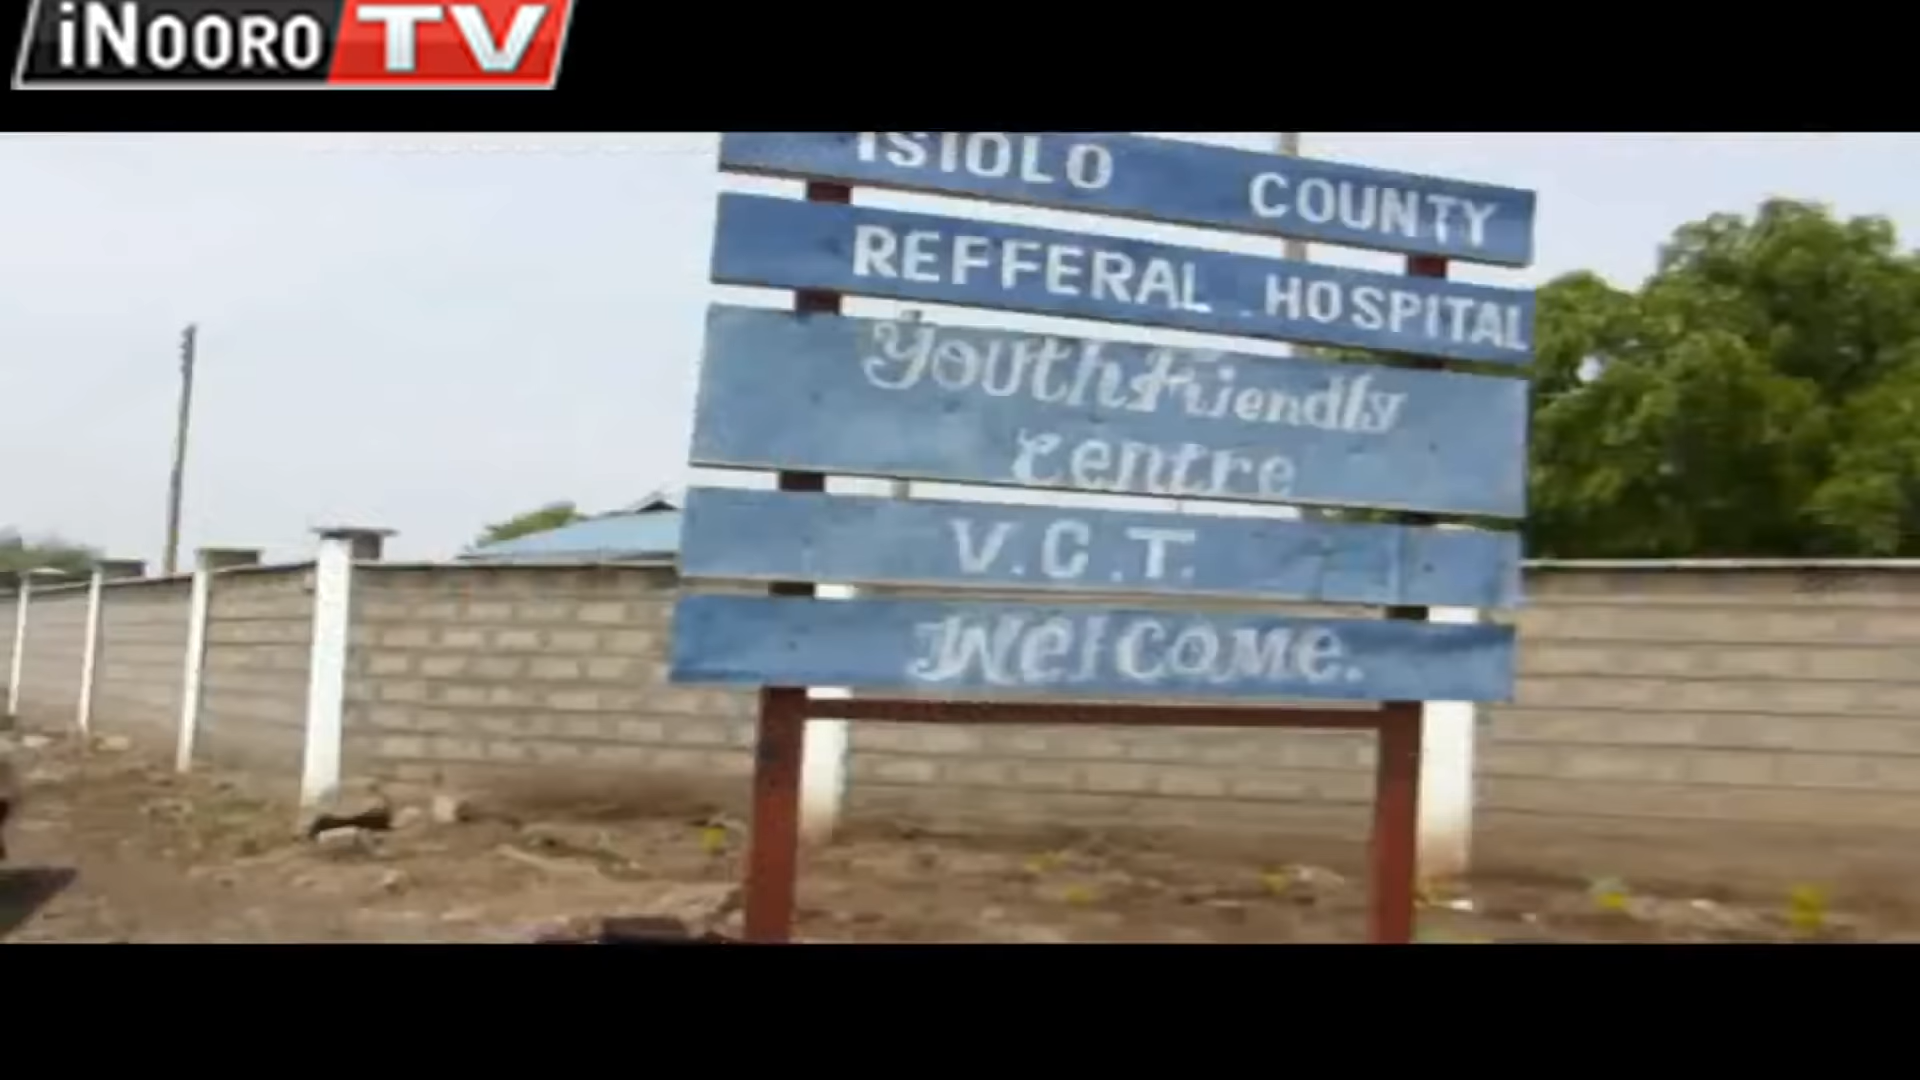 iNOORO TV
ISIOLO COUNTY
REFFERAL HOSPITAL
Youth Friendly
Centre
V.C.T.
Welcome.